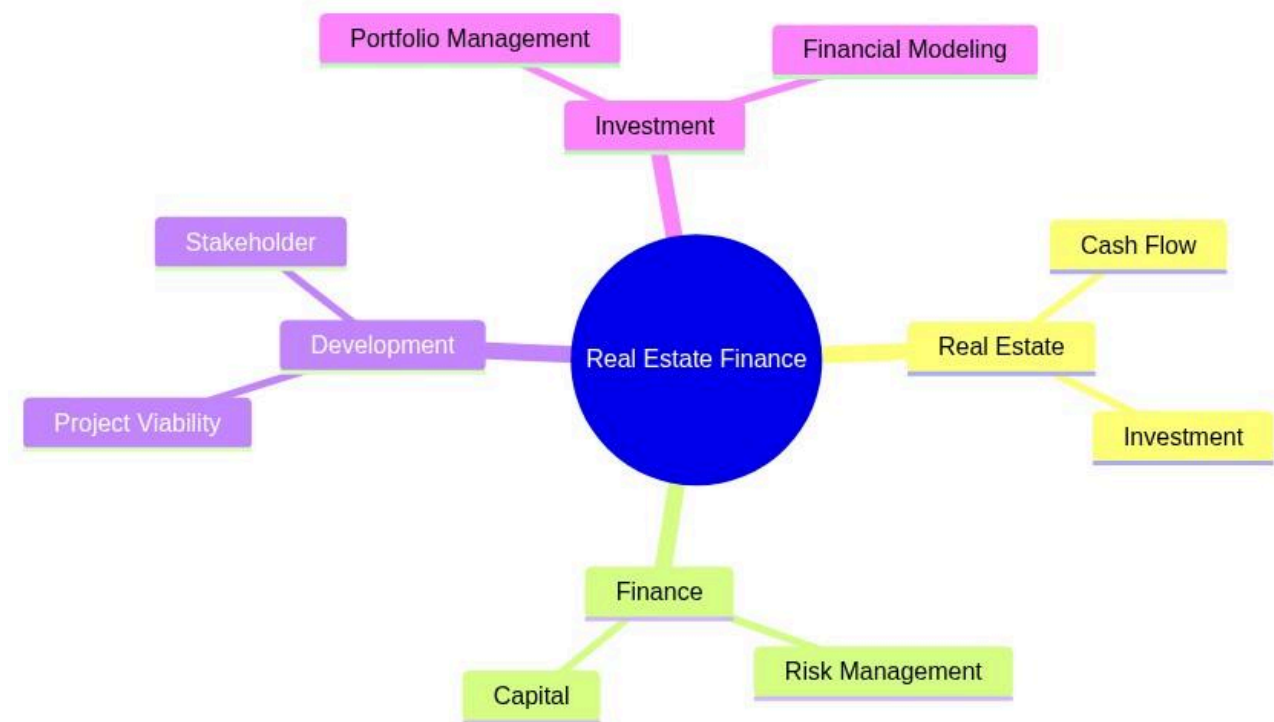 Portfolio Management
Financial Modeling
Investment
Stakeholder
Cash Flow
Development
Real Estate Finance
Real Estate
Project Viability
Investment
Finance
Risk Management
Capital